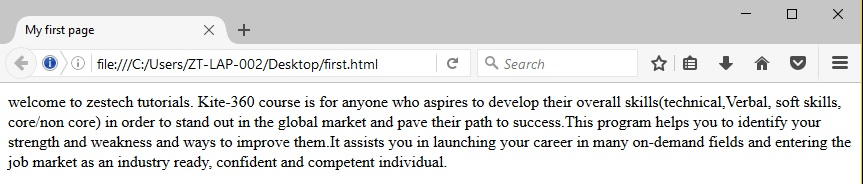 My first page
file:///C:/Users/ZT-LAP-002/Desktop/first.html
Search
welcome to zestech tutorials. Kite-360 course is for anyone who aspires to develop their overall skills(technical,Verbal, soft skills,
core/non core) in order to stand out in the global market and pave their path to success.This program helps you to identify your
strength and weakness and ways to improve them.It assists you in launching your career in many on-demand fields and entering the
job market as an industry ready, confident and competent individual.